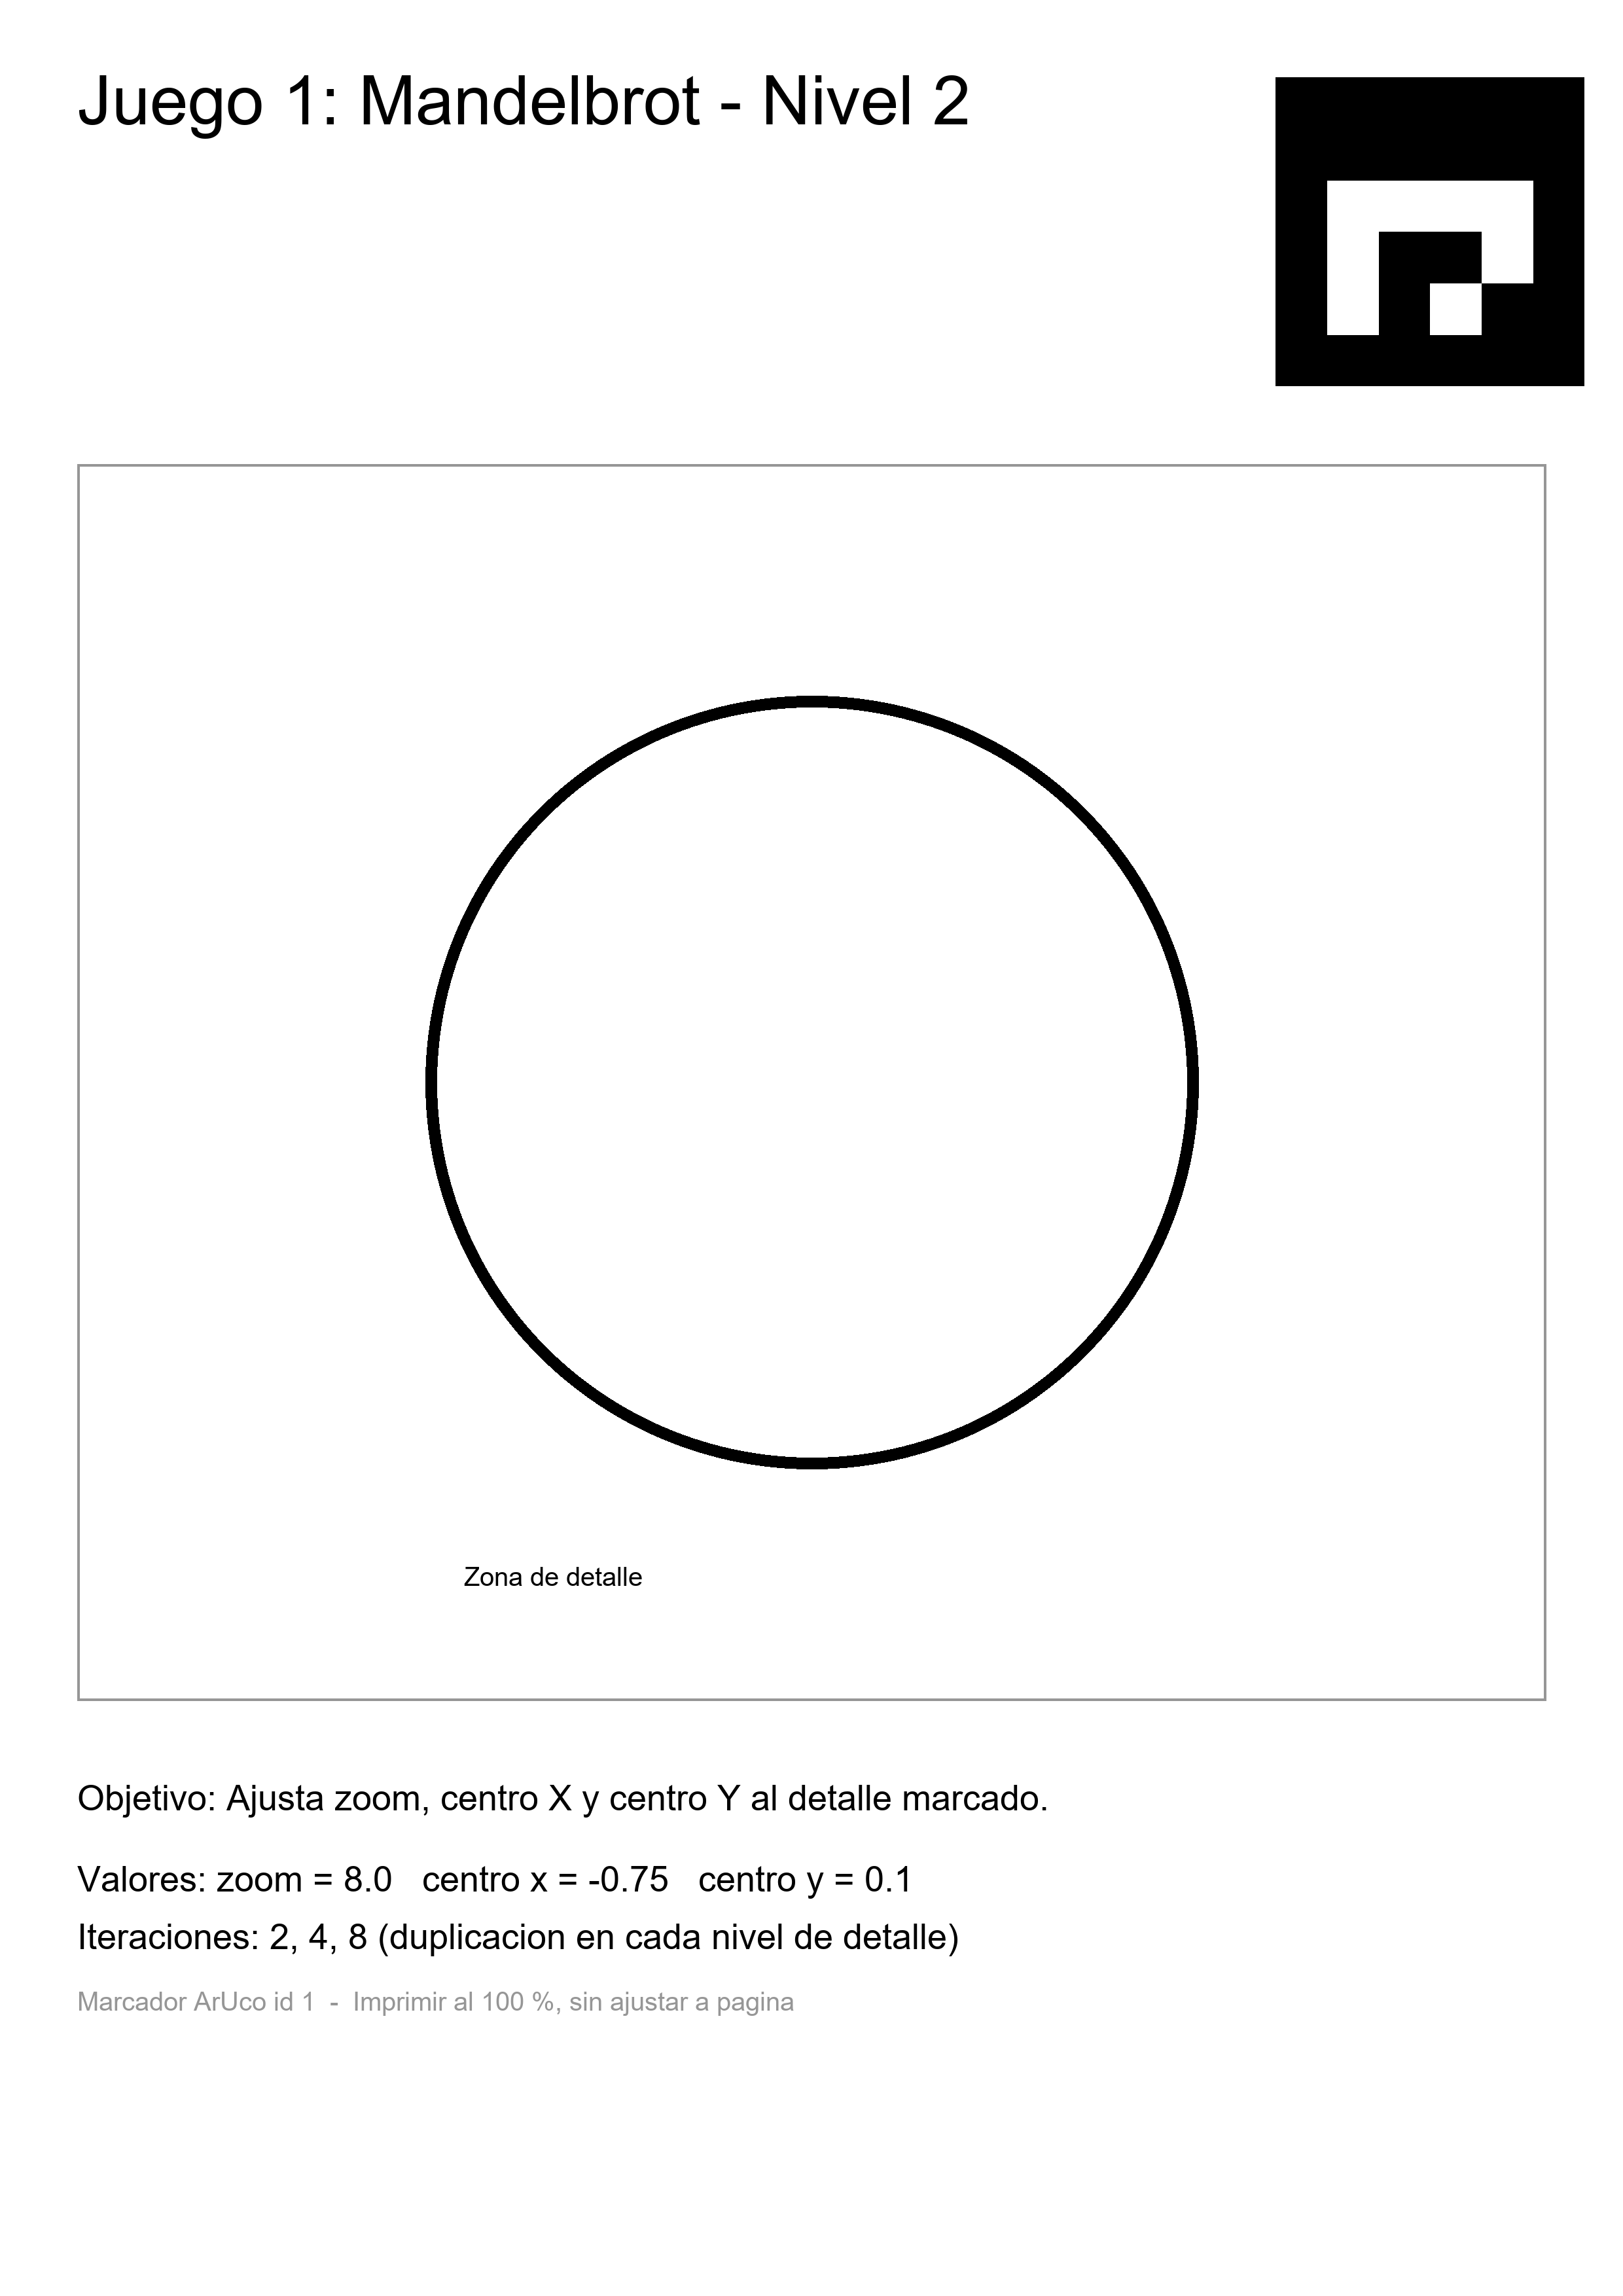 Juego 1: Mandelbrot - Nivel 2
Zona de detalle
Objetivo: Ajusta zoom, centro X y centro Y al detalle marcado.
Valores: zoom = 8.0   centro x = -0.75   centro y = 0.1
Iteraciones: 2, 4, 8 (duplicacion en cada nivel de detalle)
Marcador ArUco id 1  -  Imprimir al 100 %, sin ajustar a pagina